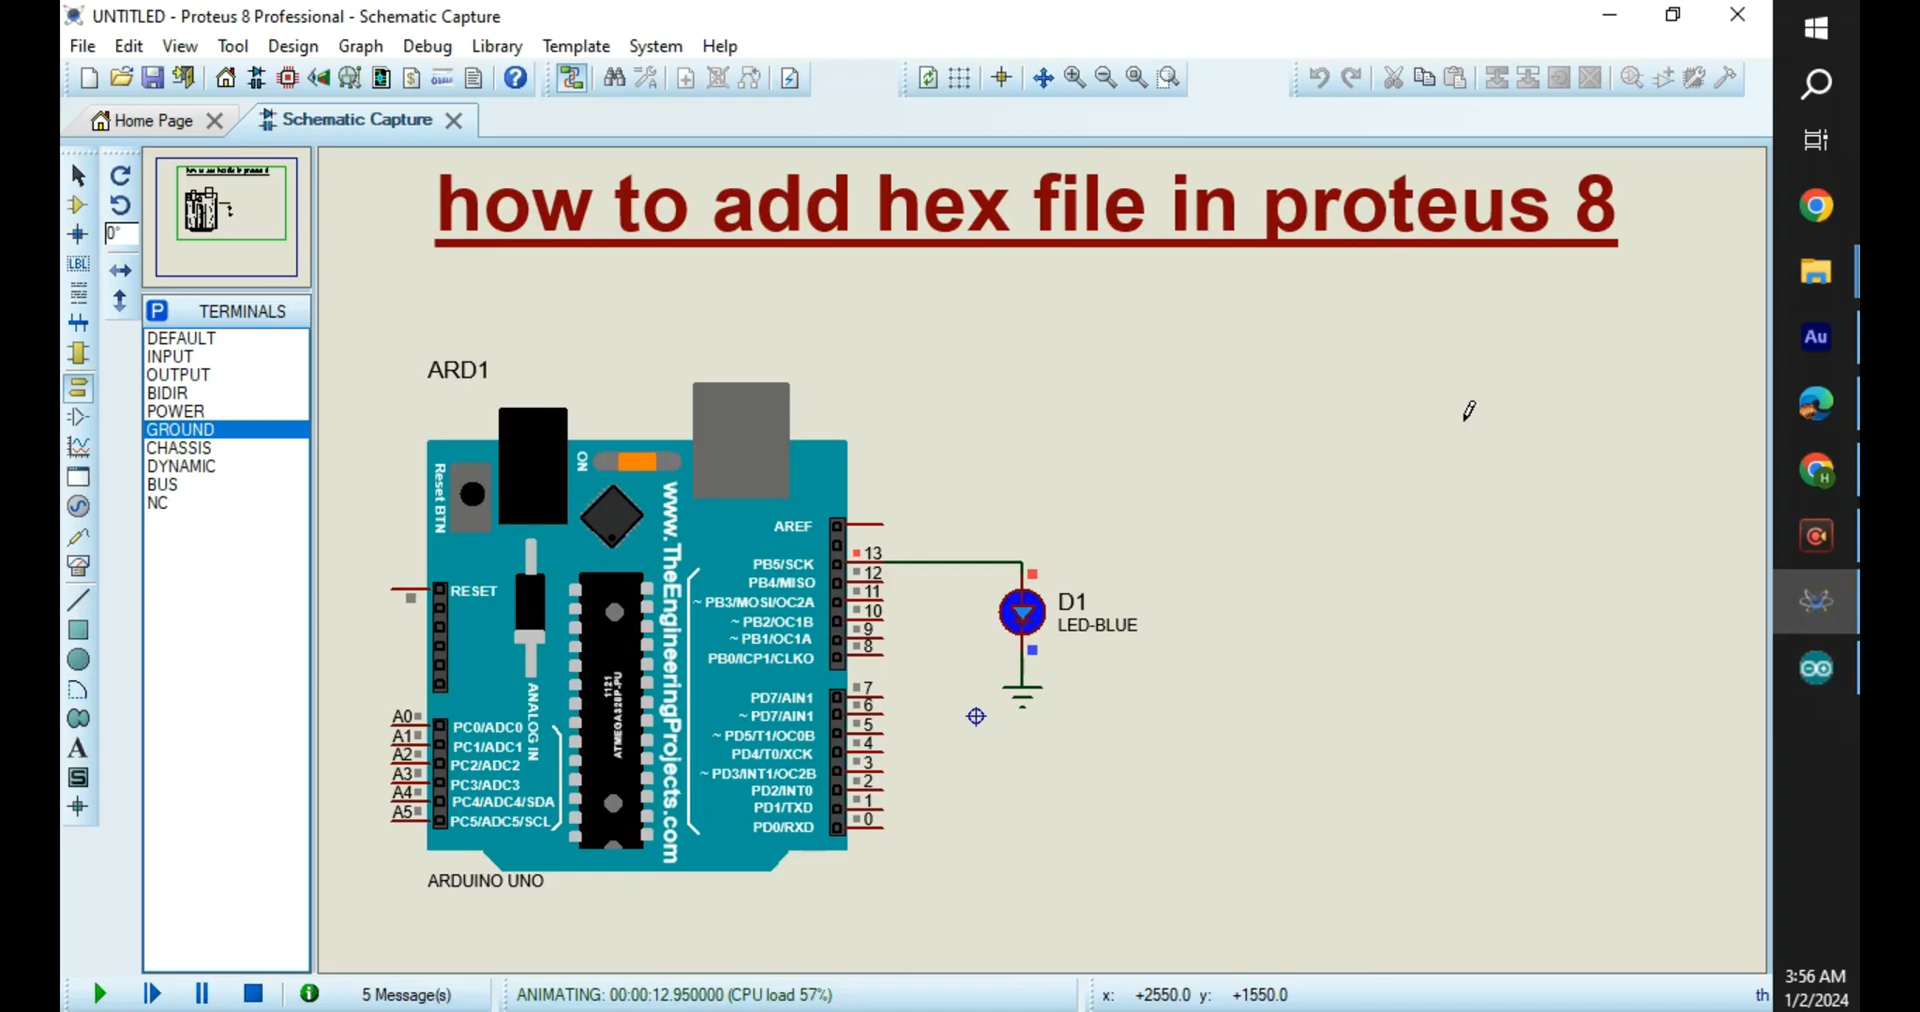 UNTITLED - Proteus 8 Professional - Schematic Capture
File Edit View Tool Design Graph Debug Library Template System Help
Home Page
Schematic Capture
0°
LBL
P TERMINALS
DEFAULT
INPUT
OUTPUT
BIDIR
POWER
GROUND
CHASSIS
DYNAMIC
BUS
NC
A
S
how to add hex file in proteus 8
ARD1
Reset BTN
ON
www.TheEngineeringProjects.com
ANALOG IN
1121
ATMEGA328P-PU
RESET
A0 PC0/ADC0
A1 PC1/ADC1
A2 PC2/ADC2
A3 PC3/ADC3
A4 PC4/ADC4/SDA
A5 PC5/ADC5/SCL
AREF
PB5/SCK 13
PB4/MISO 12
~ PB3/MOSI/OC2A 11
~ PB2/OC1B 10
~ PB1/OC1A 9
PB0/ICP1/CLKO 8
PD7/AIN1 7
~ PD7/AIN1 6
~ PD5/T1/OC0B 5
PD4/T0/XCK 4
~ PD3/INT1/OC2B 3
PD2/INT0 2
PD1/TXD 1
PD0/RXD 0
ARDUINO UNO
D1
LED-BLUE
5 Message(s)
ANIMATING: 00:00:12.950000 (CPU load 57%)
x: +2550.0 y: +1550.0 th
Au
H
3:56 AM
1/2/2024